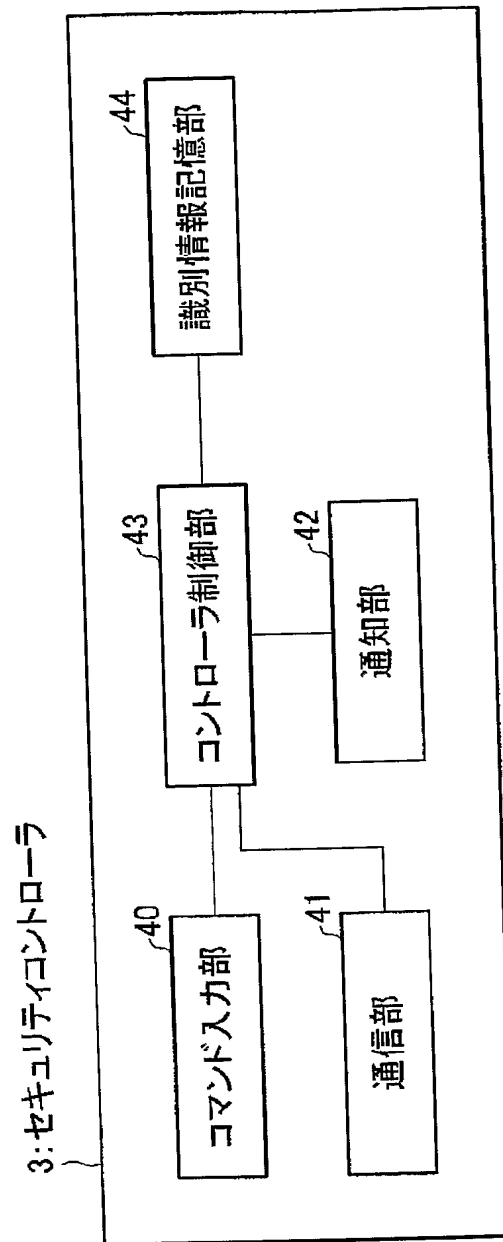 3:セキュリティコントローラ
40
コマンド入力部
43
コントローラ制御部
44
識別情報記憶部
41
通信部
42
通知部